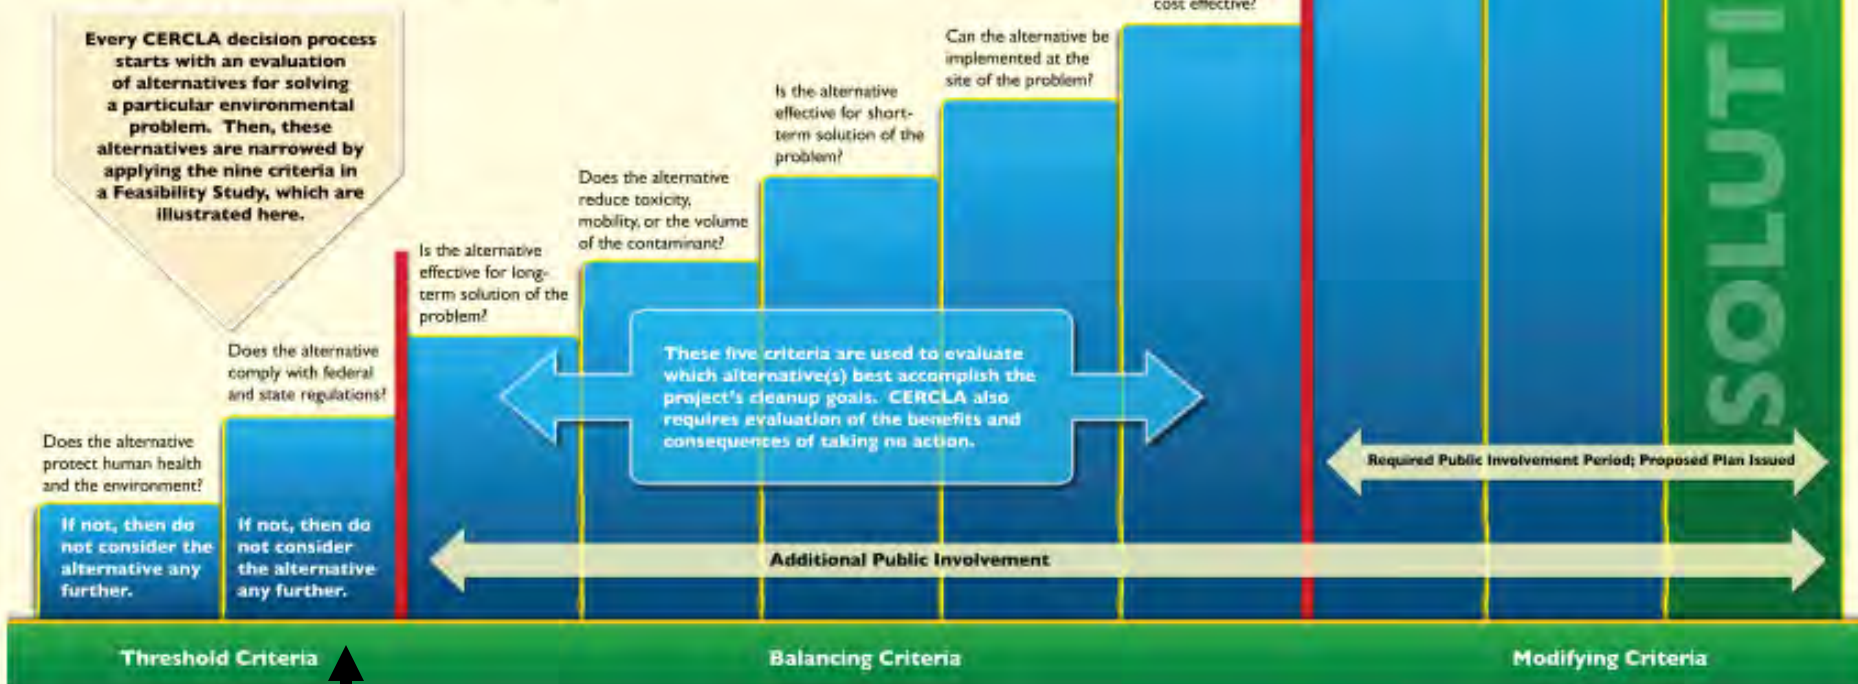 cost effective?
Every CERCLA decision process
starts with an evaluation
of alternatives for solving
a particular environmental
problem. Then, these
alternatives are narrowed by
applying the nine criteria in
a Feasibility Study, which are
illustrated here.
Can the alternative be
implemented at the
site of the problem?
Is the alternative
effective for short-
term solution of the
problem?
Does the alternative
reduce toxicity,
mobility, or the volume
of the contaminant?
Is the alternative
effective for long-
term solution of the
problem?
Does the alternative
comply with federal
and state regulations?
Does the alternative
protect human health
and the environment?
If not, then do
not consider the
alternative any
further.
If not, then do
not consider
the alternative
any further.
These five criteria are used to evaluate
which alternative(s) best accomplish the
project's cleanup goals. CERCLA also
requires evaluation of the benefits and
consequences of taking no action.
SOLUTI
Required Public Involvement Period; Proposed Plan Issued
Additional Public Involvement
Threshold Criteria
Balancing Criteria
Modifying Criteria